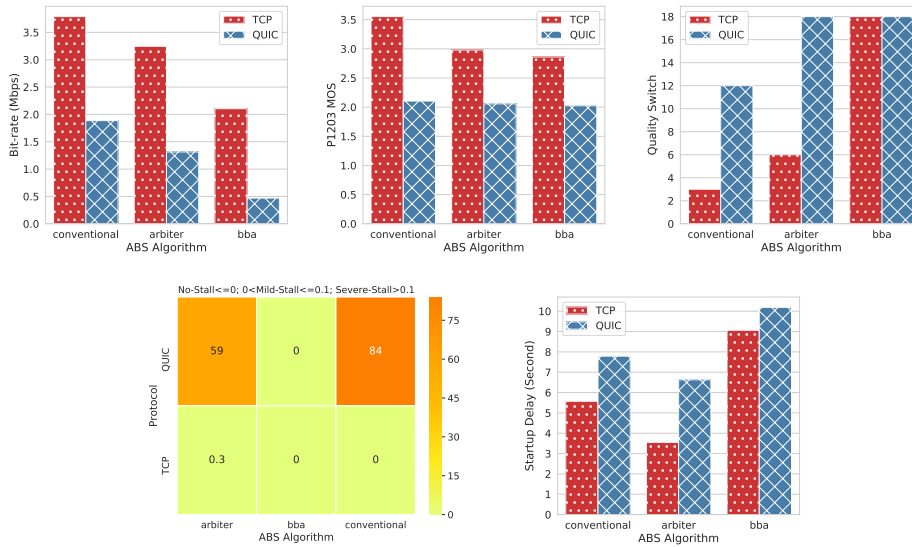 Bit-rate (Mbps)
3.5
3.0
2.5
2.0
1.5
1.0
0.5
0.0
TCP
QUIC
conventional arbiter bba
ABS Algorithm
P1203 MOS
3.5
3.0
2.5
2.0
1.5
1.0
0.5
0.0
TCP
QUIC
conventional arbiter bba
ABS Algorithm
Quality Switch
18
16
14
12
10
8
6
4
2
0
TCP
QUIC
conventional arbiter bba
ABS Algorithm
No-Stall<=0; 0<Mild-Stall<=0.1; Severe-Stall>0.1
Protocol
QUIC
59 0 84
TCP
0.3 0 0
arbiter bba conventional
ABS Algorithm
75
60
45
30
15
0
Startup Delay (Second)
10
9
8
7
6
5
4
3
2
1
0
TCP
QUIC
conventional arbiter bba
ABS Algorithm